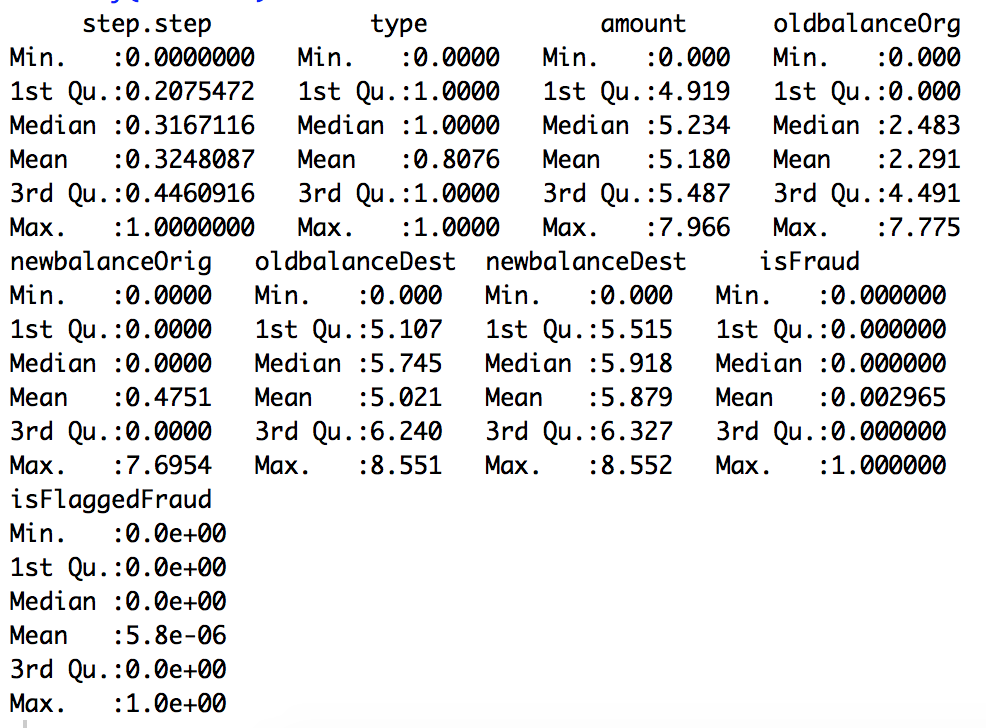 step.step type amount oldbalanceOrg
Min. :0.0000000 Min. :0.0000 Min. :0.000 Min. :0.000
1st Qu.:0.2075472 1st Qu.:1.0000 1st Qu.:4.919 1st Qu.:0.000
Median :0.3167116 Median :1.0000 Median :5.234 Median :2.483
Mean :0.3248087 Mean :0.8076 Mean :5.180 Mean :2.291
3rd Qu.:0.4460916 3rd Qu.:1.0000 3rd Qu.:5.487 3rd Qu.:4.491
Max. :1.0000000 Max. :1.0000 Max. :7.966 Max. :7.775
newbalanceOrig oldbalanceDest newbalanceDest isFraud
Min. :0.0000 Min. :0.000 Min. :0.000 Min. :0.000000
1st Qu.:0.0000 1st Qu.:5.107 1st Qu.:5.515 1st Qu.:0.000000
Median :0.0000 Median :5.745 Median :5.918 Median :0.000000
Mean :0.4751 Mean :5.021 Mean :5.879 Mean :0.002965
3rd Qu.:0.0000 3rd Qu.:6.240 3rd Qu.:6.327 3rd Qu.:0.000000
Max. :7.6954 Max. :8.551 Max. :8.552 Max. :1.000000
isFlaggedFraud
Min. :0.0e+00
1st Qu.:0.0e+00
Median :0.0e+00
Mean :5.8e-06
3rd Qu.:0.0e+00
Max. :1.0e+00